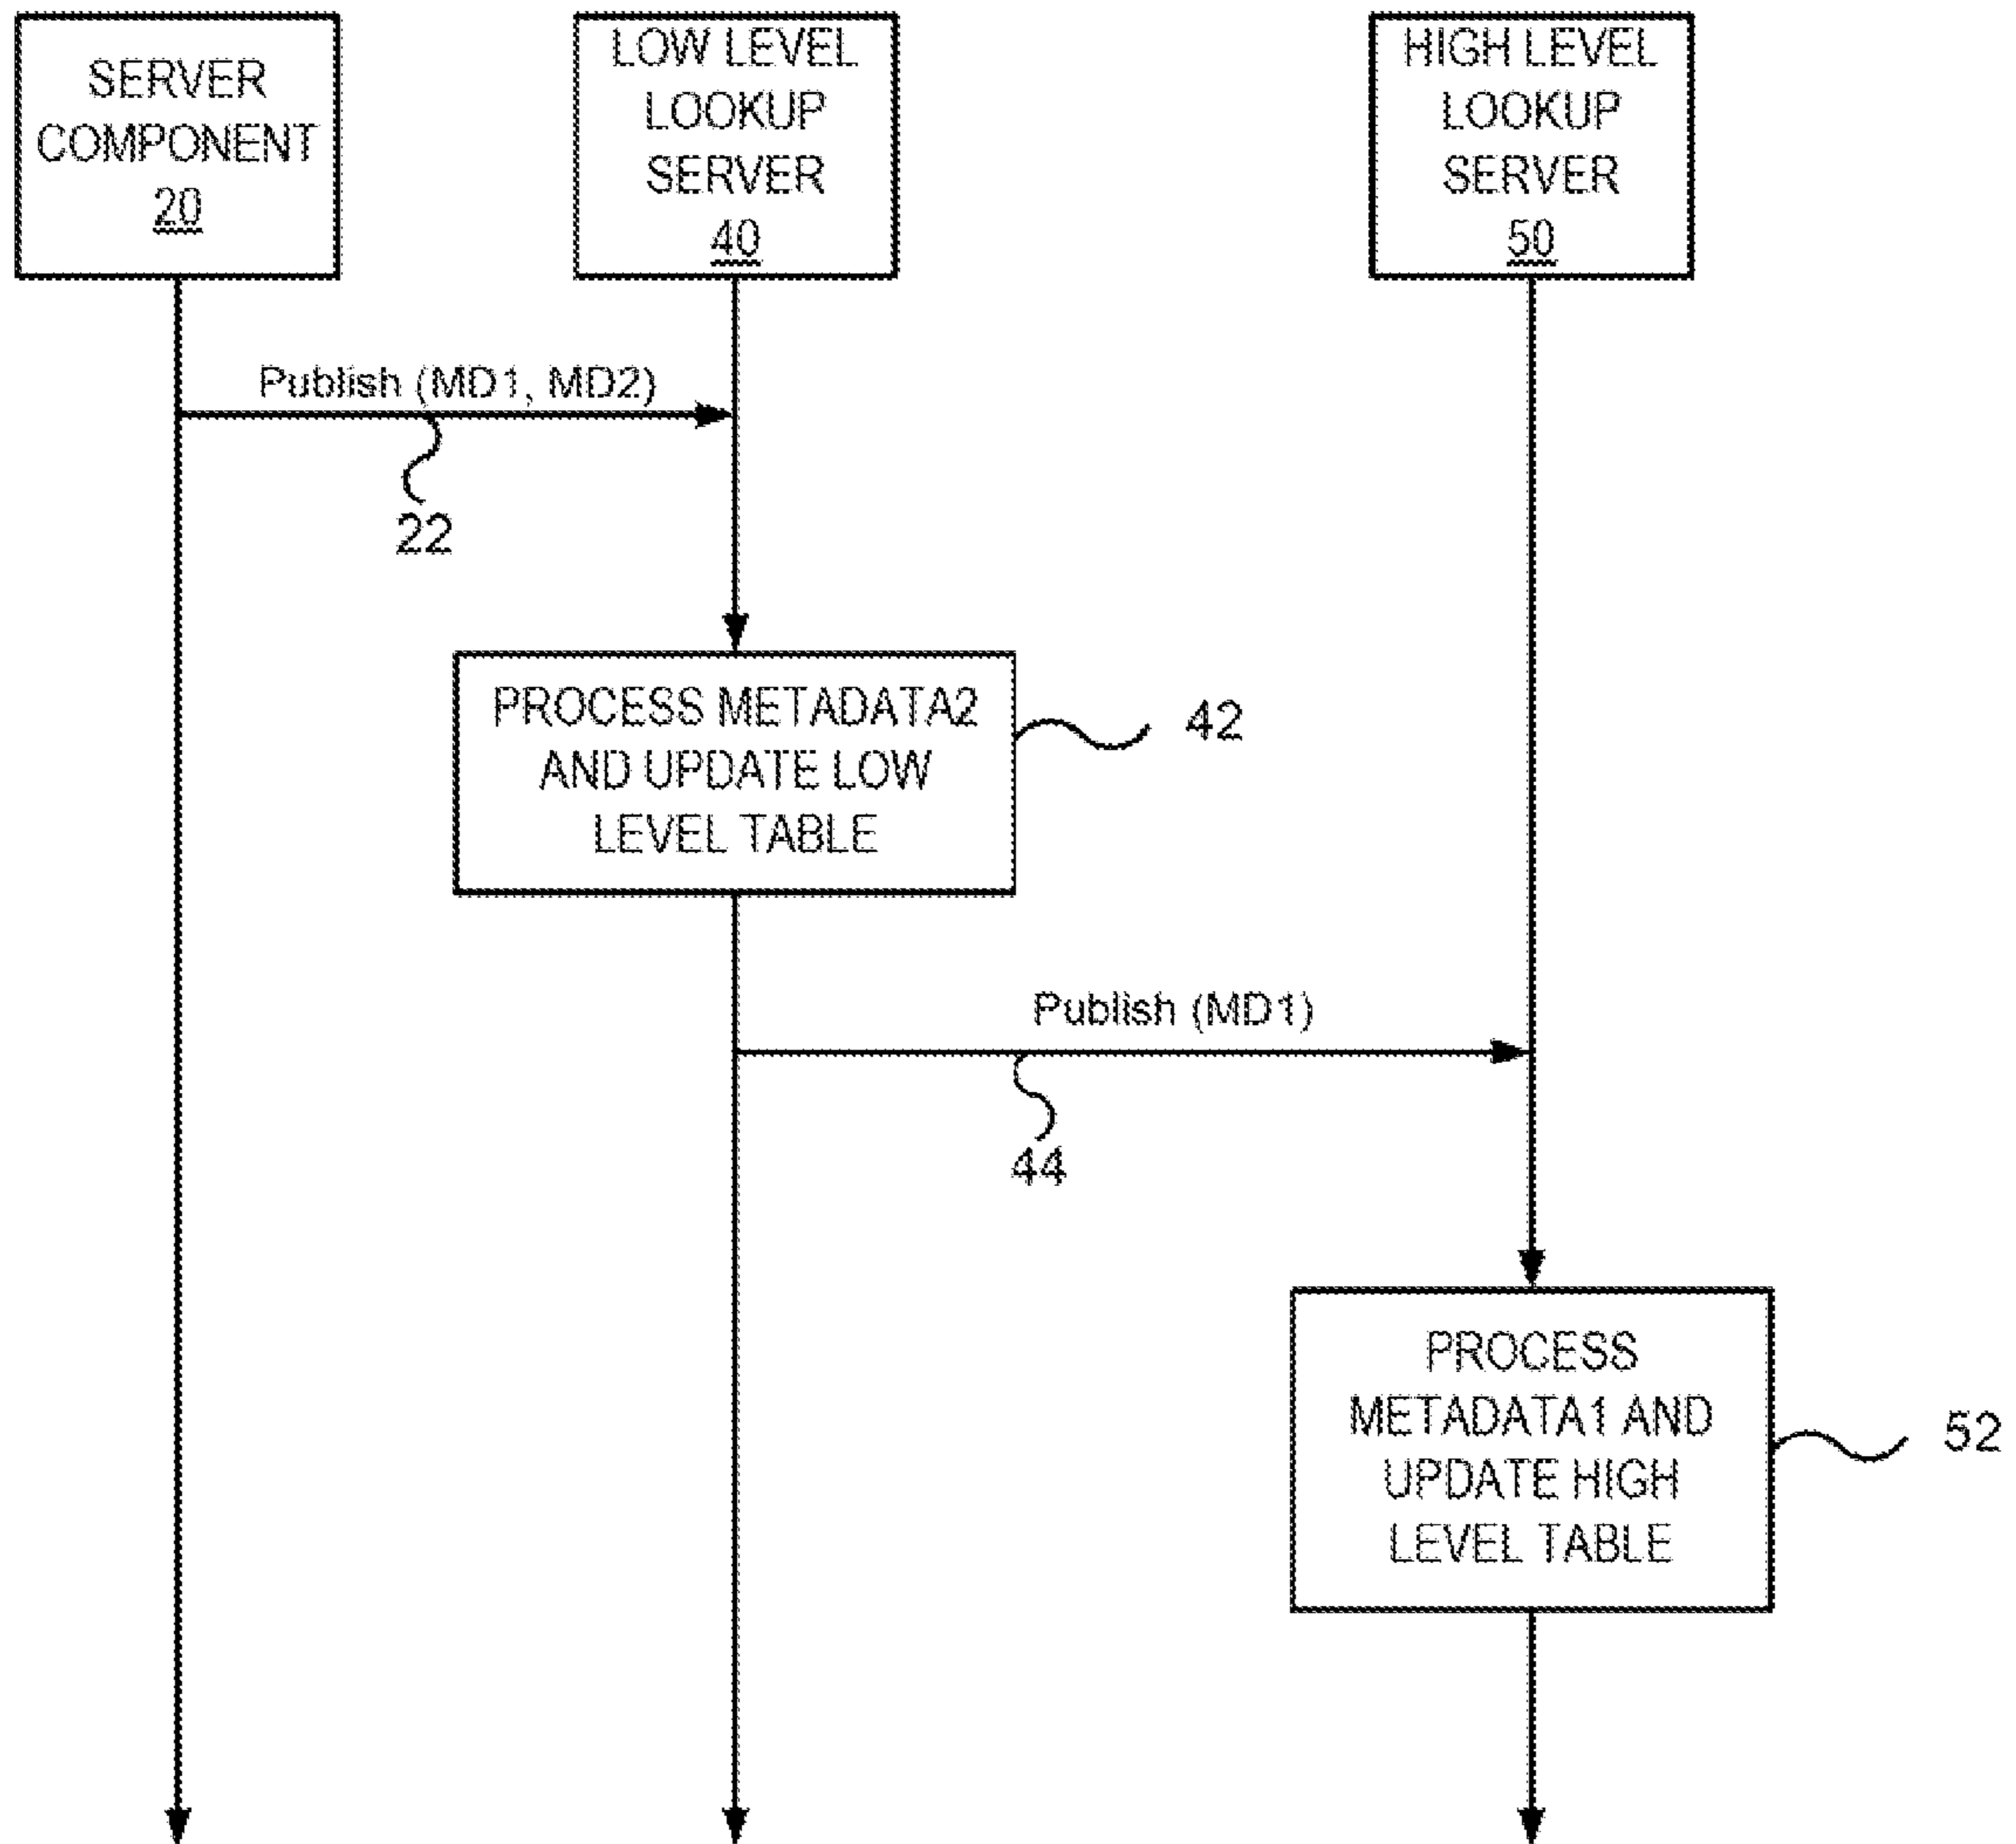 SERVER
COMPONENT
20
LOW LEVEL
LOOKUP
SERVER
40
HIGH LEVEL
LOOKUP
SERVER
50
Publish (MD1, MD2)
22
PROCESS METADATA2
AND UPDATE LOW
LEVEL TABLE
42
Publish (MD1)
44
PROCESS
METADATA1 AND
UPDATE HIGH
LEVEL TABLE
52